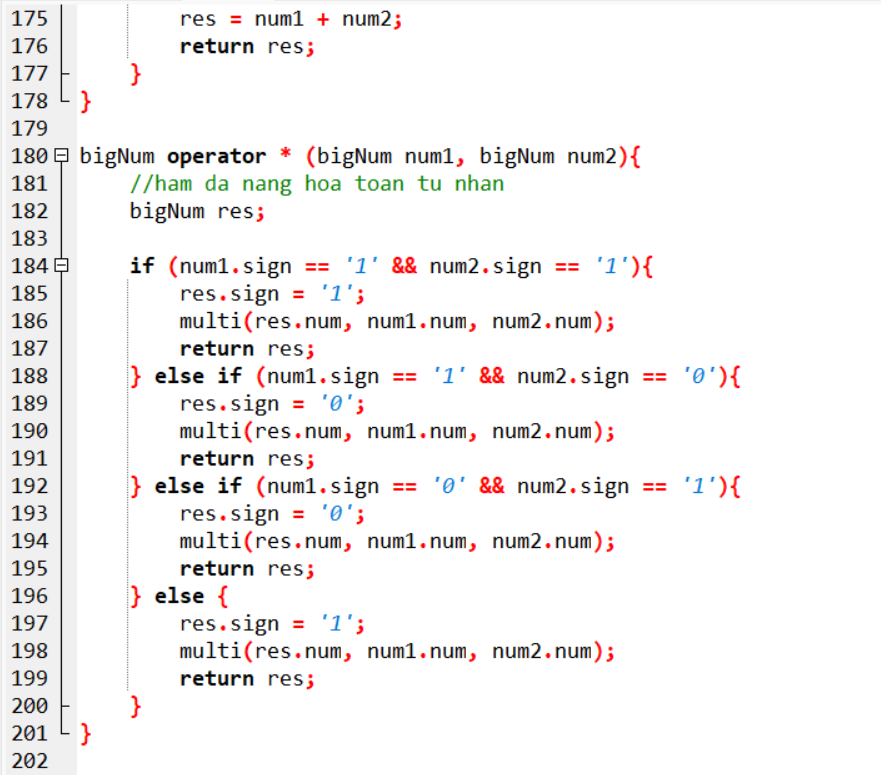 175 res = num1 + num2;
176 return res;
177 }
178 }
179
180 bigNum operator * (bigNum num1, bigNum num2){
181 //ham da nang hoa toan tu nhan
182 bigNum res;
183
184 if (num1.sign == '1' && num2.sign == '1'){
185 res.sign = '1';
186 multi(res.num, num1.num, num2.num);
187 return res;
188 } else if (num1.sign == '1' && num2.sign == '0'){
189 res.sign = '0';
190 multi(res.num, num1.num, num2.num);
191 return res;
192 } else if (num1.sign == '0' && num2.sign == '1'){
193 res.sign = '0';
194 multi(res.num, num1.num, num2.num);
195 return res;
196 } else {
197 res.sign = '1';
198 multi(res.num, num1.num, num2.num);
199 return res;
200 }
201 }
202